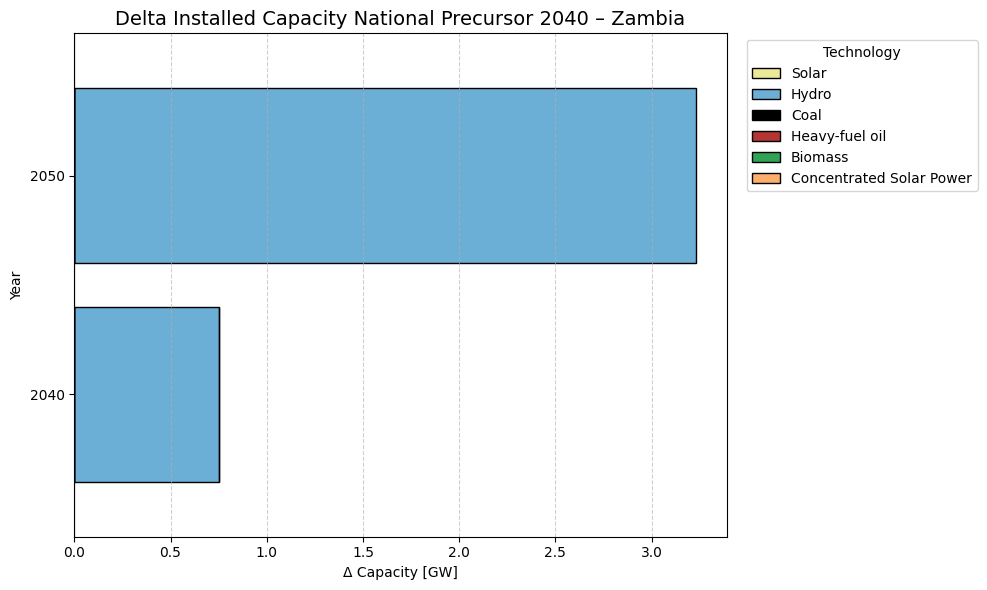 Delta Installed Capacity National Precursor 2040 – Zambia
Technology
Solar
Hydro
Coal
Heavy-fuel oil
Biomass
Concentrated Solar Power
Year
2050
2040
0.0 0.5 1.0 1.5 2.0 2.5 3.0
Δ Capacity [GW]